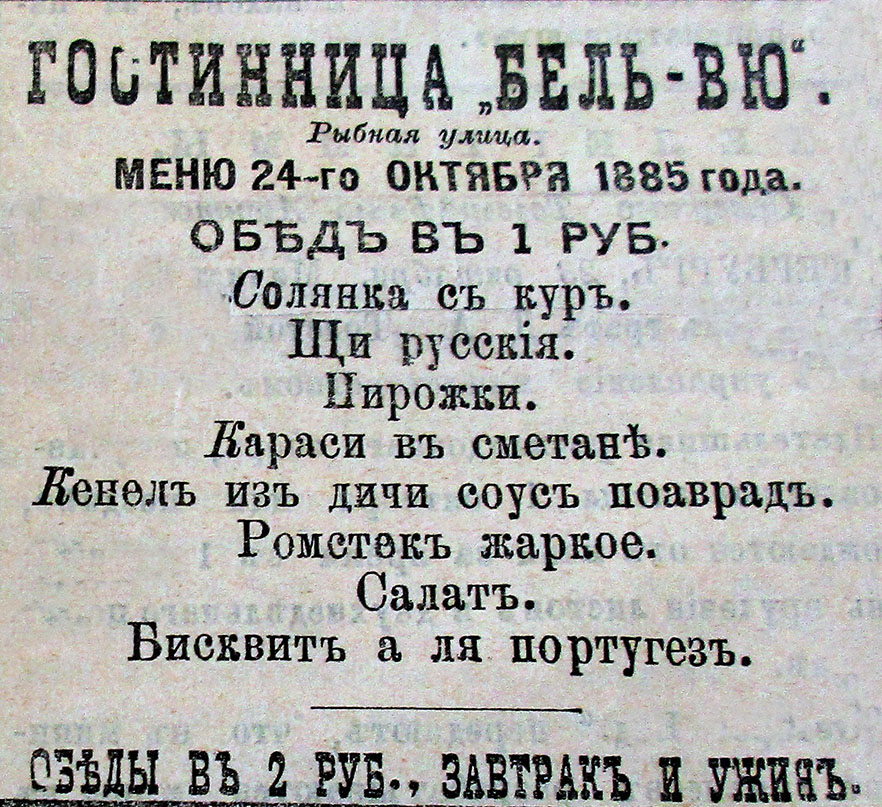 ГОСТИННИЦА „БЕЛЬ-ВЮ“.
Рыбная улица.
МЕНЮ 24-го ОКТЯБРЯ 1885 года.
ОБѢДЪ ВЪ 1 РУБ.
Солянка съ куръ.
Щи русскія.
Пирожки.
Караси въ сметанѣ.
Кенелъ изъ дичи соусъ поаврадъ.
Ромстекъ жаркое.
Салатъ.
Бисквитъ а ля португезъ.
ОБѢДЫ ВЪ 2 РУБ., ЗАВТРАКЪ И УЖИНЪ.